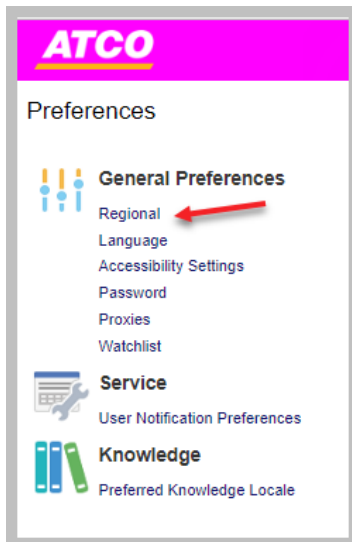 ATCO
Preferences
General Preferences
Regional
Language
Accessibility Settings
Password
Proxies
Watchlist
Service
User Notification Preferences
Knowledge
Preferred Knowledge Locale